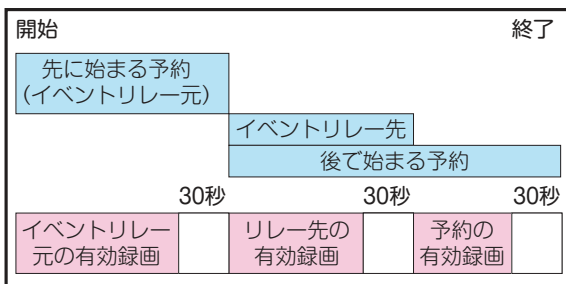 開始
終了
先に始まる予約
（イベントリレー元）
イベントリレー先
後で始まる予約
30秒
30秒
30秒
イベントリレー
元の有効録画
リレー先の
有効録画
予約の
有効録画